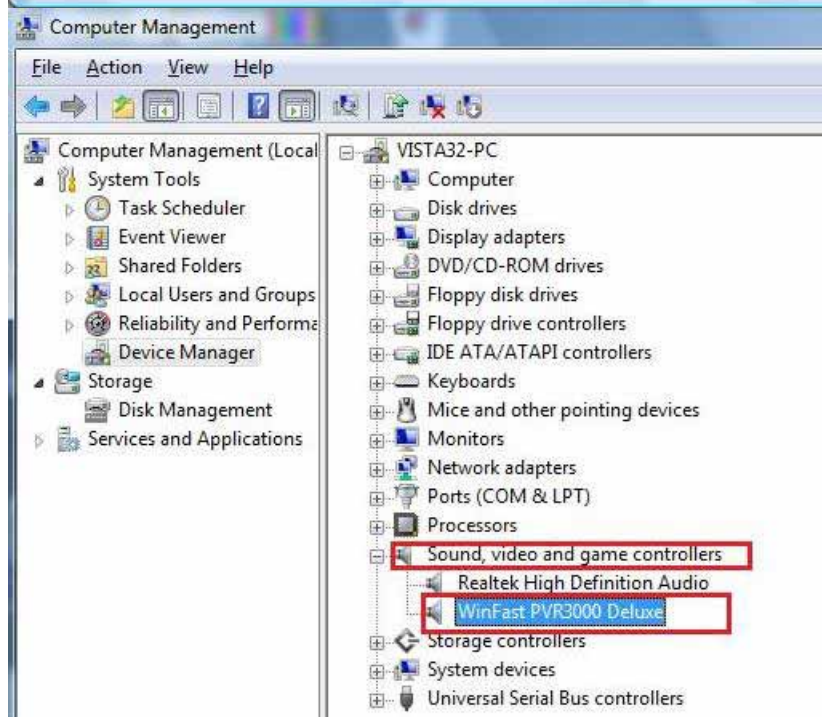 Computer Management
File Action View Help
Computer Management (Local
System Tools
Task Scheduler
Event Viewer
Shared Folders
Local Users and Groups
Reliability and Performa
Device Manager
Storage
Disk Management
Services and Applications
VISTA32-PC
Computer
Disk drives
Display adapters
DVD/CD-ROM drives
Floppy disk drives
Floppy drive controllers
IDE ATA/ATAPI controllers
Keyboards
Mice and other pointing devices
Monitors
Network adapters
Ports (COM & LPT)
Processors
Sound, video and game controllers
Realtek High Definition Audio
WinFast PVR3000 Deluxe
Storage controllers
System devices
Universal Serial Bus controllers